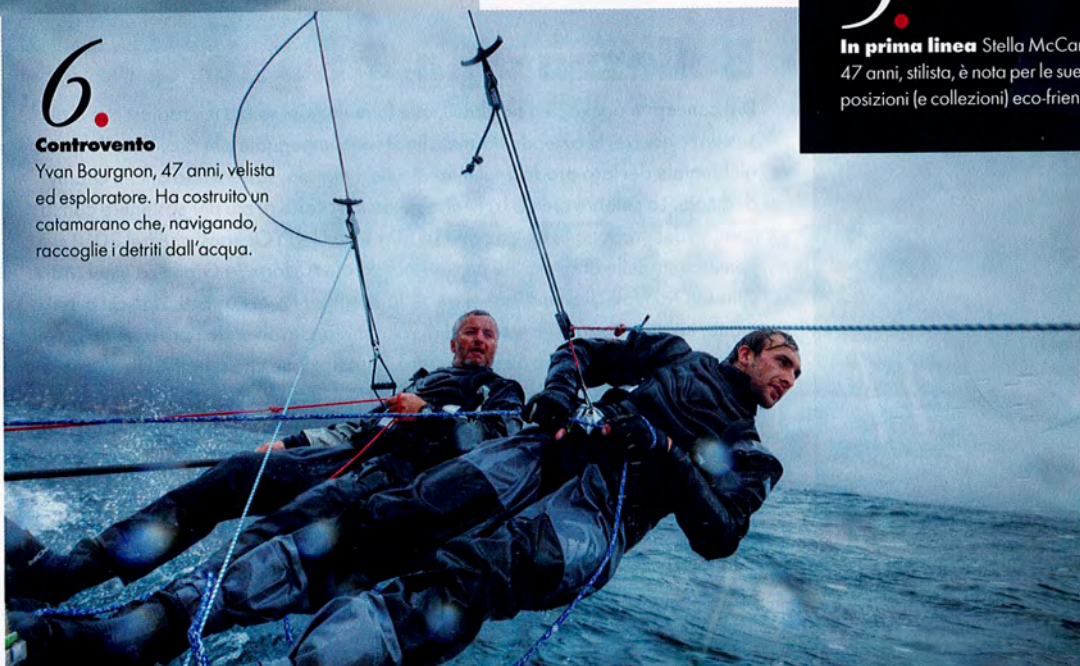 6.
Controvento
Yvan Bourgnon, 47 anni, velista
ed esploratore. Ha costruito un
catamarano che, navigando,
raccoglie i detriti dall'acqua.
In prima linea Stella
47 anni, stilista, è nota per le sue
posizioni (e collezioni)